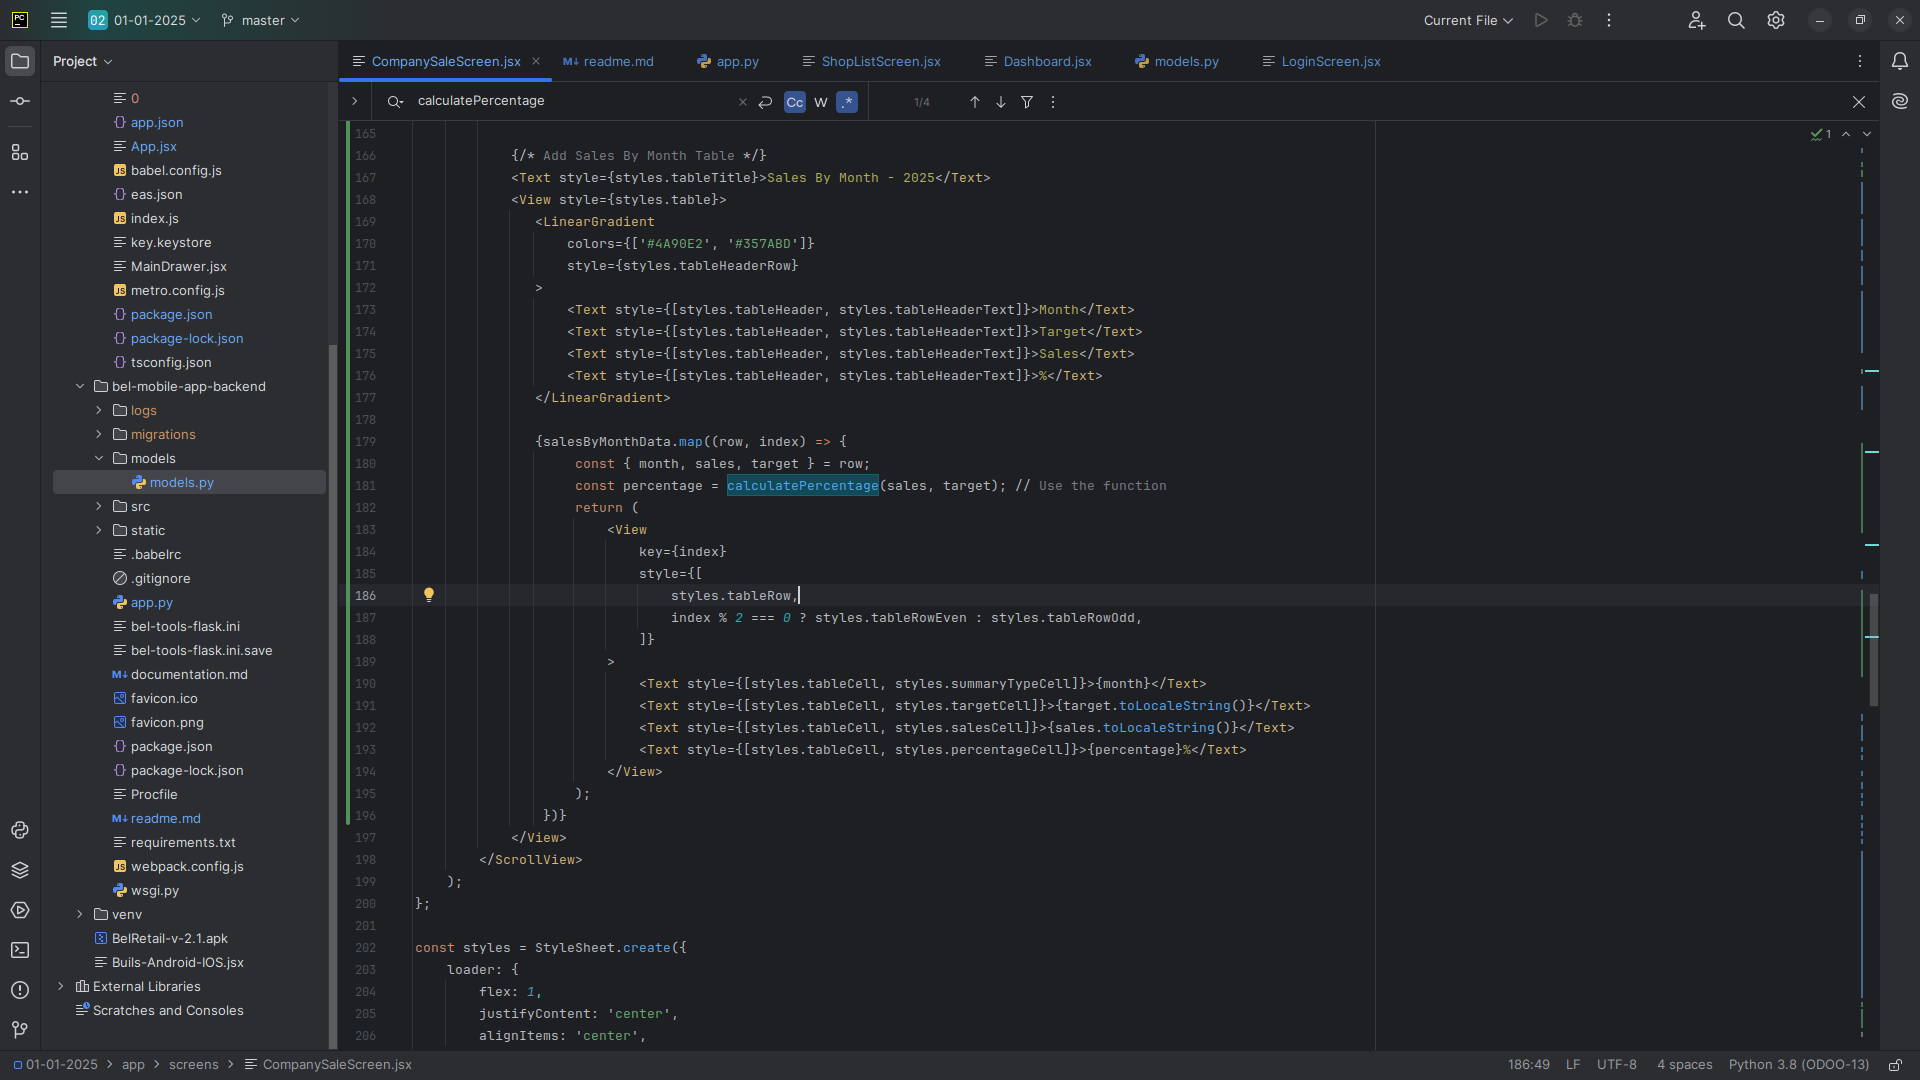 PC
02 01-01-2025
master
Current File
Project
CompanySaleScreen.jsx
M↓ readme.md
app.py
ShopListScreen.jsx
Dashboard.jsx
models.py
LoginScreen.jsx
calculatePercentage
Cc
W
.*
1/4
1
0
app.json
App.jsx
JS babel.config.js
eas.json
JS index.js
key.keystore
MainDrawer.jsx
JS metro.config.js
package.json
package-lock.json
tsconfig.json
bel-mobile-app-backend
logs
migrations
models
models.py
src
static
.babelrc
.gitignore
app.py
bel-tools-flask.ini
bel-tools-flask.ini.save
M↓ documentation.md
favicon.ico
favicon.png
package.json
package-lock.json
Procfile
M↓ readme.md
requirements.txt
JS webpack.config.js
wsgi.py
venv
BelRetail-v-2.1.apk
Buils-Android-IOS.jsx
External Libraries
Scratches and Consoles
165
166 {/* Add Sales By Month Table */}
167 <Text style={styles.tableTitle}>Sales By Month - 2025</Text>
168 <View style={styles.table}>
169 <LinearGradient
170 colors={['#4A90E2', '#357ABD']}
171 style={styles.tableHeaderRow}
172 >
173 <Text style={[styles.tableHeader, styles.tableHeaderText]}>Month</Text>
174 <Text style={[styles.tableHeader, styles.tableHeaderText]}>Target</Text>
175 <Text style={[styles.tableHeader, styles.tableHeaderText]}>Sales</Text>
176 <Text style={[styles.tableHeader, styles.tableHeaderText]}>%</Text>
177 </LinearGradient>
178
179 {salesByMonthData.map((row, index) => {
180 const { month, sales, target } = row;
181 const percentage = calculatePercentage(sales, target); // Use the function
182 return (
183 <View
184 key={index}
185 style={[
186 styles.tableRow,
187 index % 2 === 0 ? styles.tableRowEven : styles.tableRowOdd,
188 ]}
189 >
190 <Text style={[styles.tableCell, styles.summaryTypeCell]}>{month}</Text>
191 <Text style={[styles.tableCell, styles.targetCell]}>{target.toLocaleString()}</Text>
192 <Text style={[styles.tableCell, styles.salesCell]}>{sales.toLocaleString()}</Text>
193 <Text style={[styles.tableCell, styles.percentageCell]}>{percentage}%</Text>
194 </View>
195 );
196 })}
197 </View>
198 </ScrollView>
199 );
200 };
201
202 const styles = StyleSheet.create({
203 loader: {
204 flex: 1,
205 justifyContent: 'center',
206 alignItems: 'center',
01-01-2025 > app > screens > CompanySaleScreen.jsx
186:49
LF
UTF-8
4 spaces
Python 3.8 (ODOO-13)